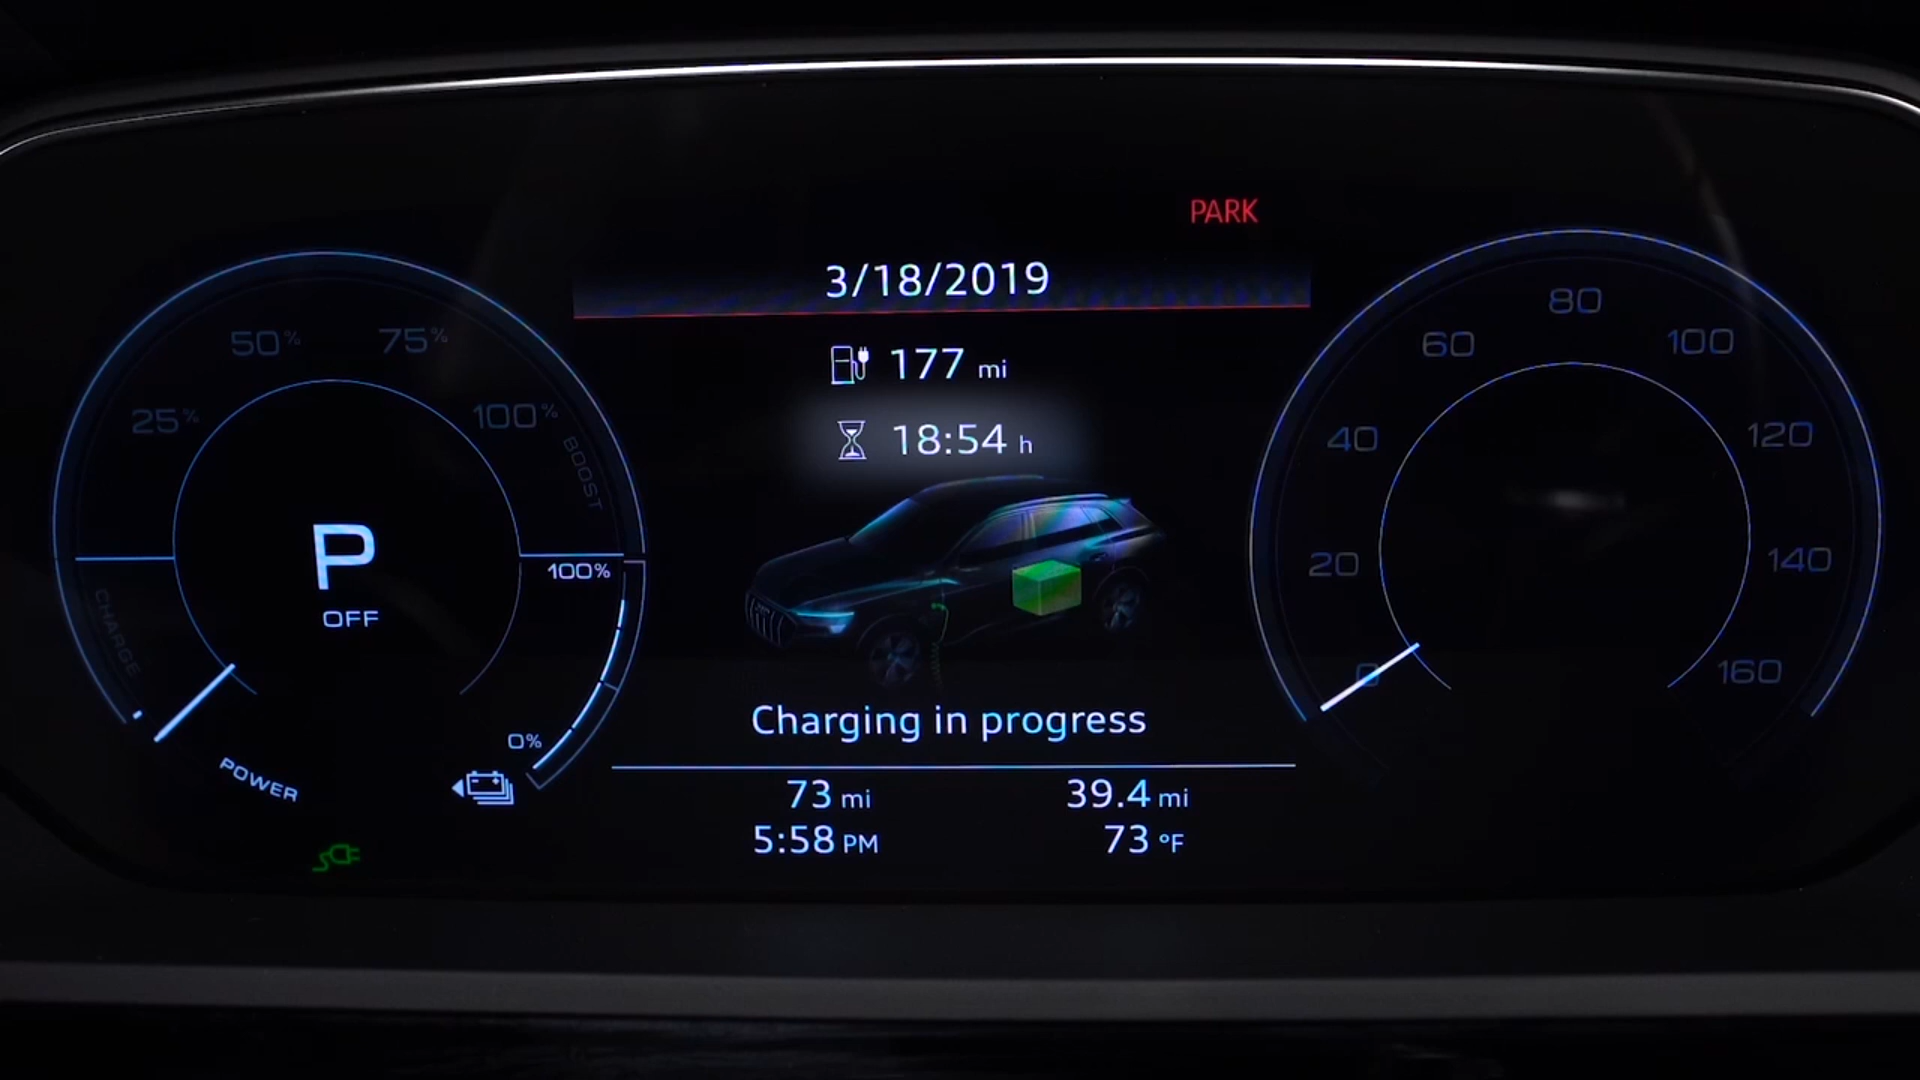 PARK
3/18/2019
177 mi
18:54 h
Charging in progress
73 mi
39.4 mi
5:58 PM
73 °F
25%
50%
75%
100%
BOOST
P
OFF
CHARGE
POWER
100%
0%
0
20
40
60
80
100
120
140
160